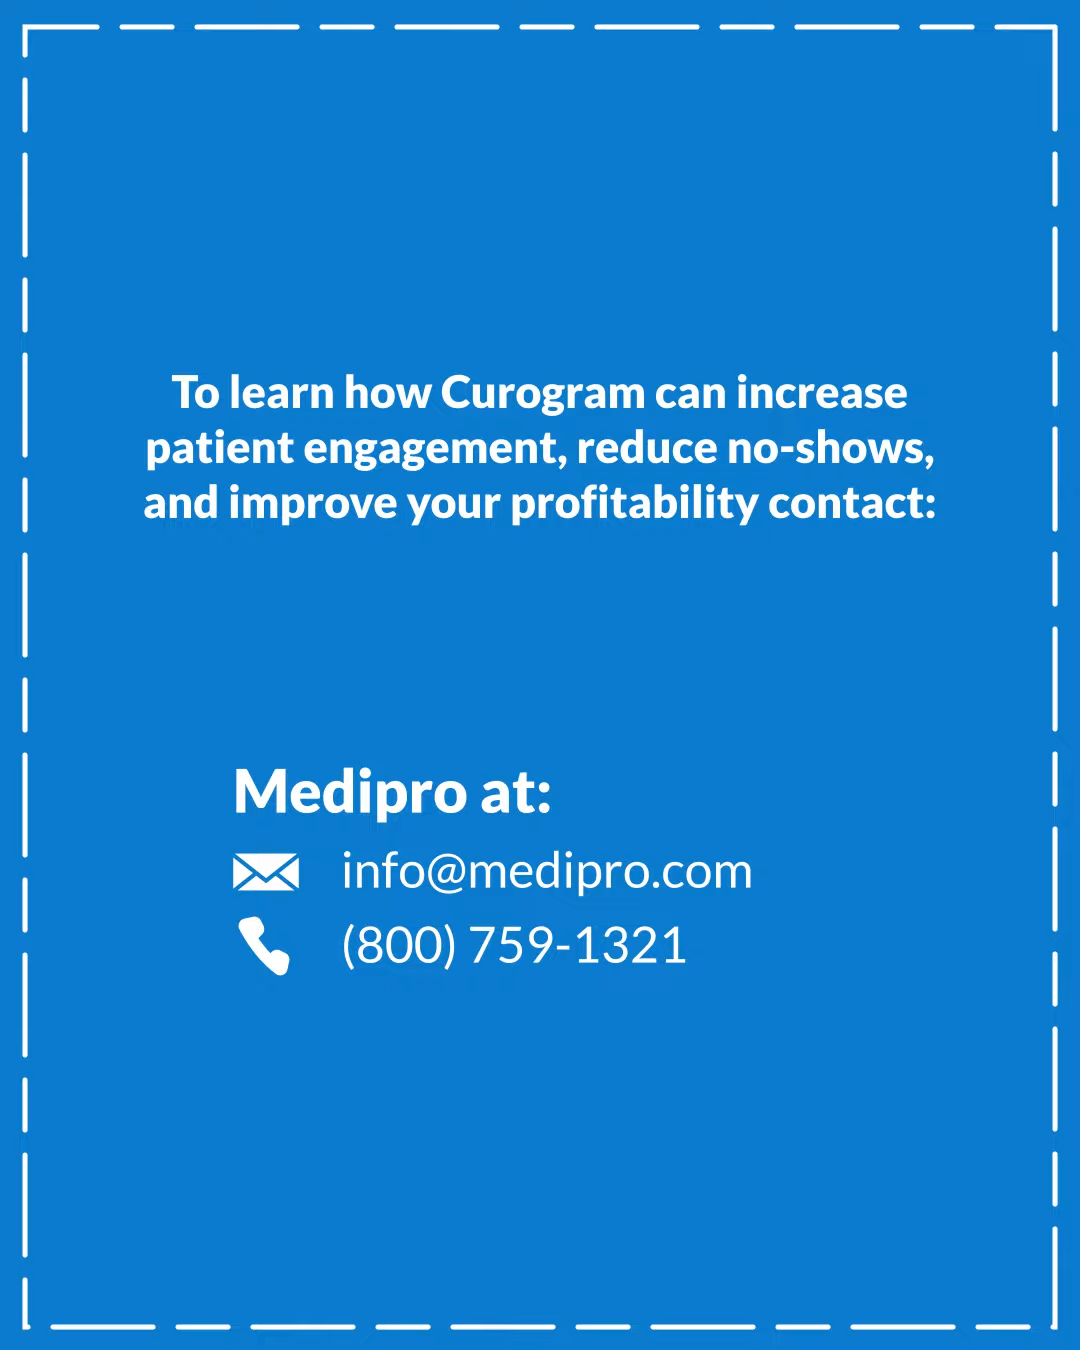 To learn how Curogram can increase
patient engagement, reduce no-shows,
and improve your profitability contact:
Medipro at:
info@medipro.com
(800) 759-1321